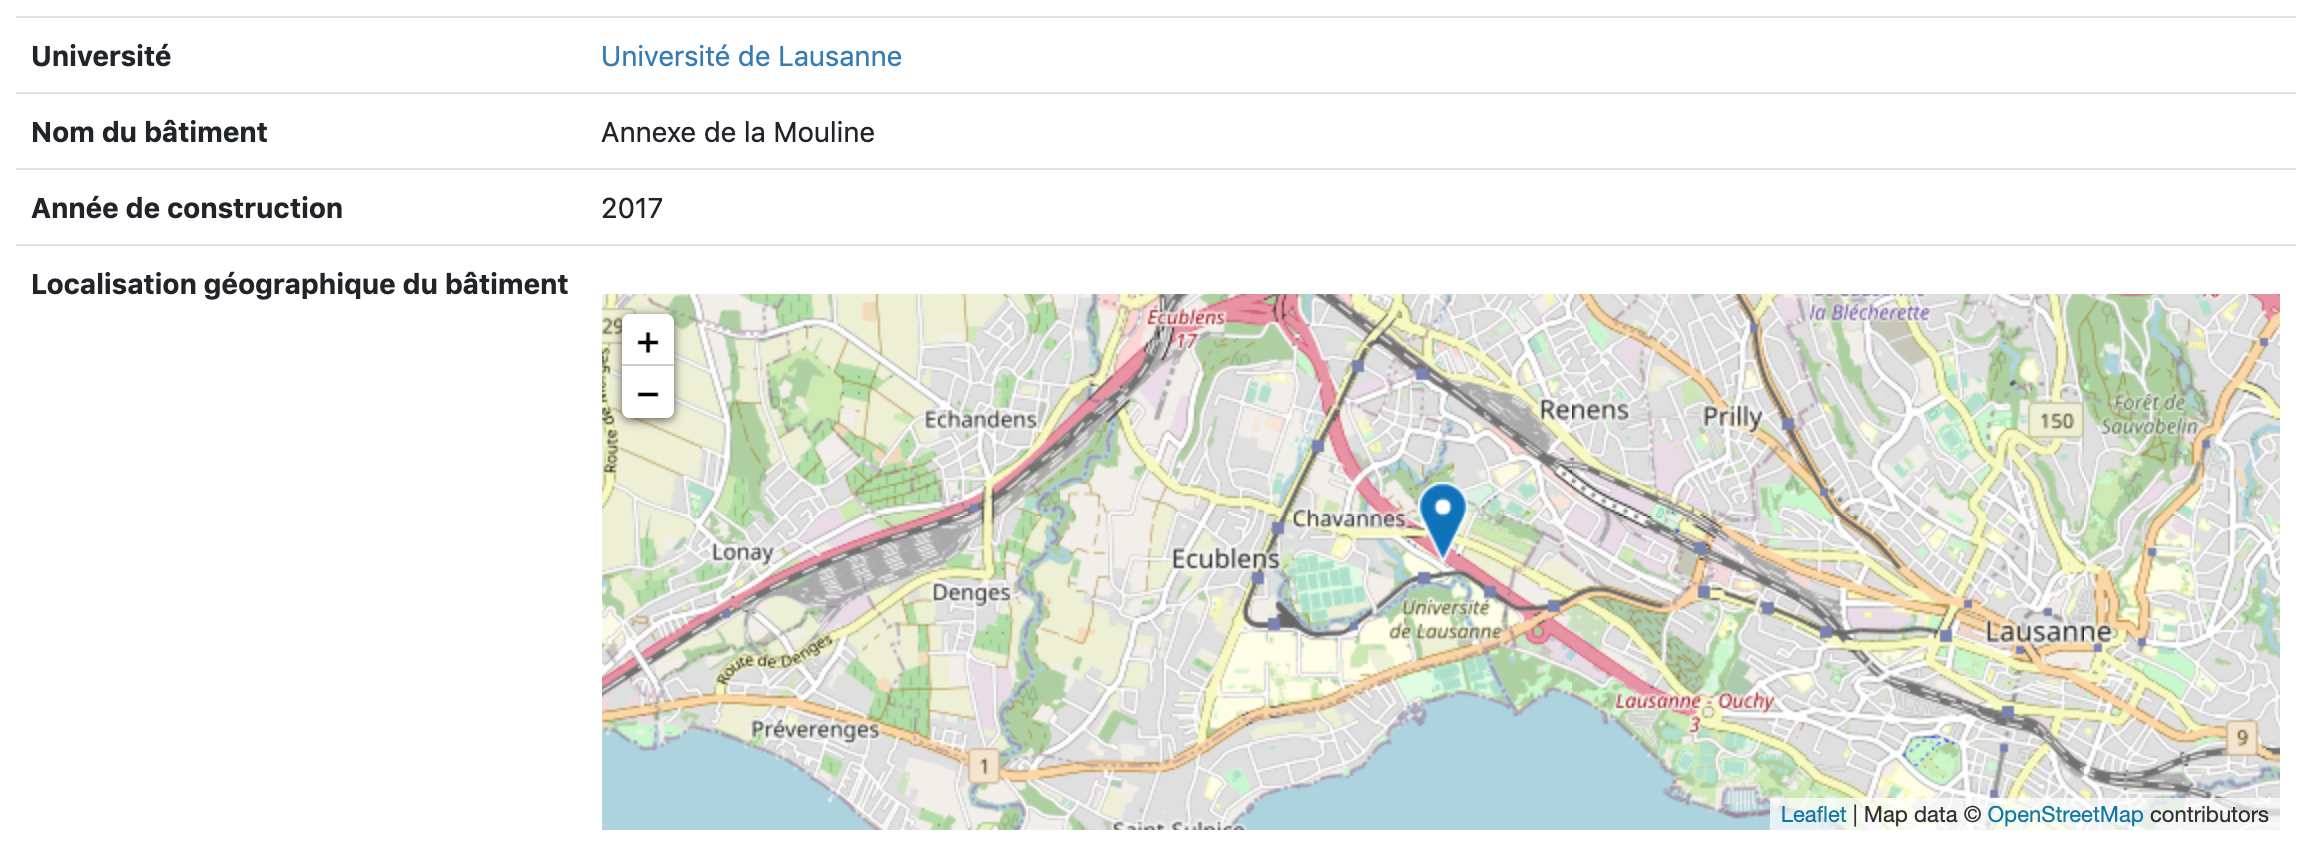 Université
Université de Lausanne
Nom du bâtiment
Annexe de la Mouline
Année de construction
2017
Localisation géographique du bâtiment
+
−
29
Route de
Écublens
17
la Blécherette
Echandens
Renens
Prilly
150
Forêt de
Sauvabelin
Chavannes
Lonay
Ecublens
Denges
Université
de Lausanne
Lausanne
Route de Denges
Lausanne - Ouchy
3
Préverenges
1
9
Saint-Sulpice
Leaflet | Map data © OpenStreetMap contributors